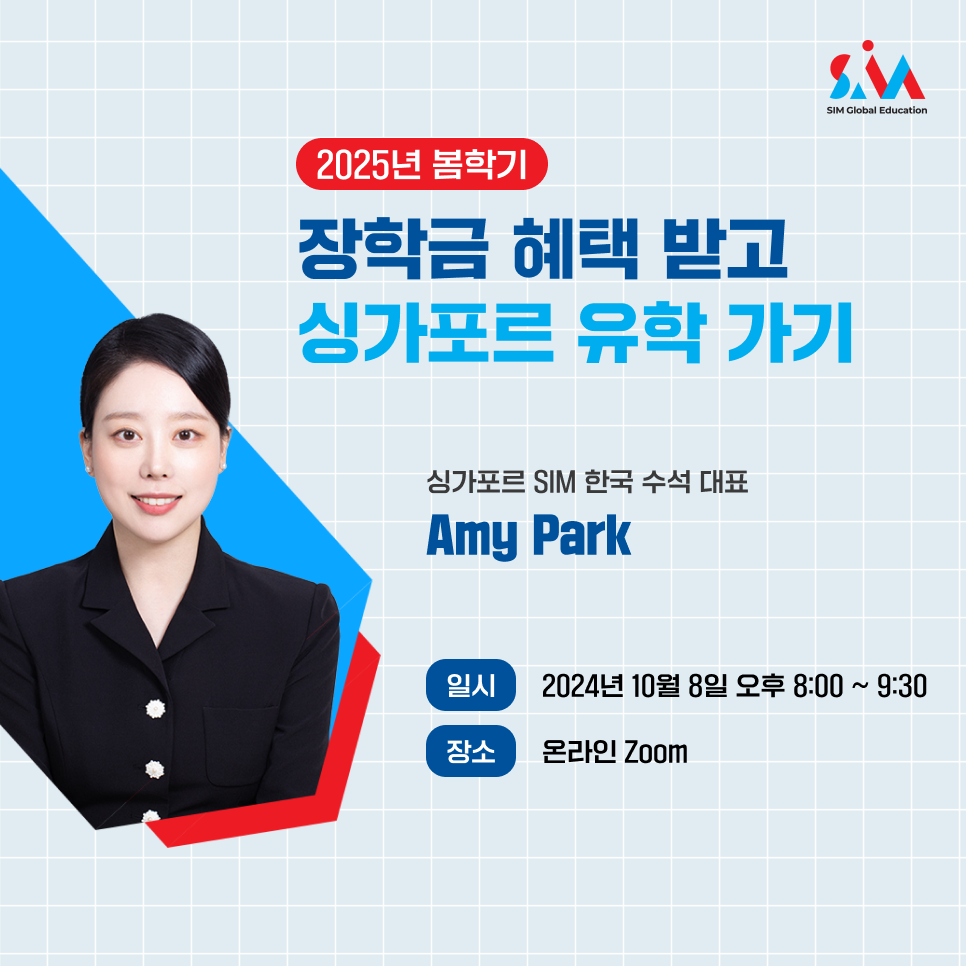 SIM
SIM Global Education
2025년 봄학기
장학금 혜택 받고
싱가포르 유학 가기
싱가포르 SIM 한국 수석 대표
Amy Park
일시 2024년 10월 8일 오후 8:00 ~ 9:30
장소 온라인 Zoom